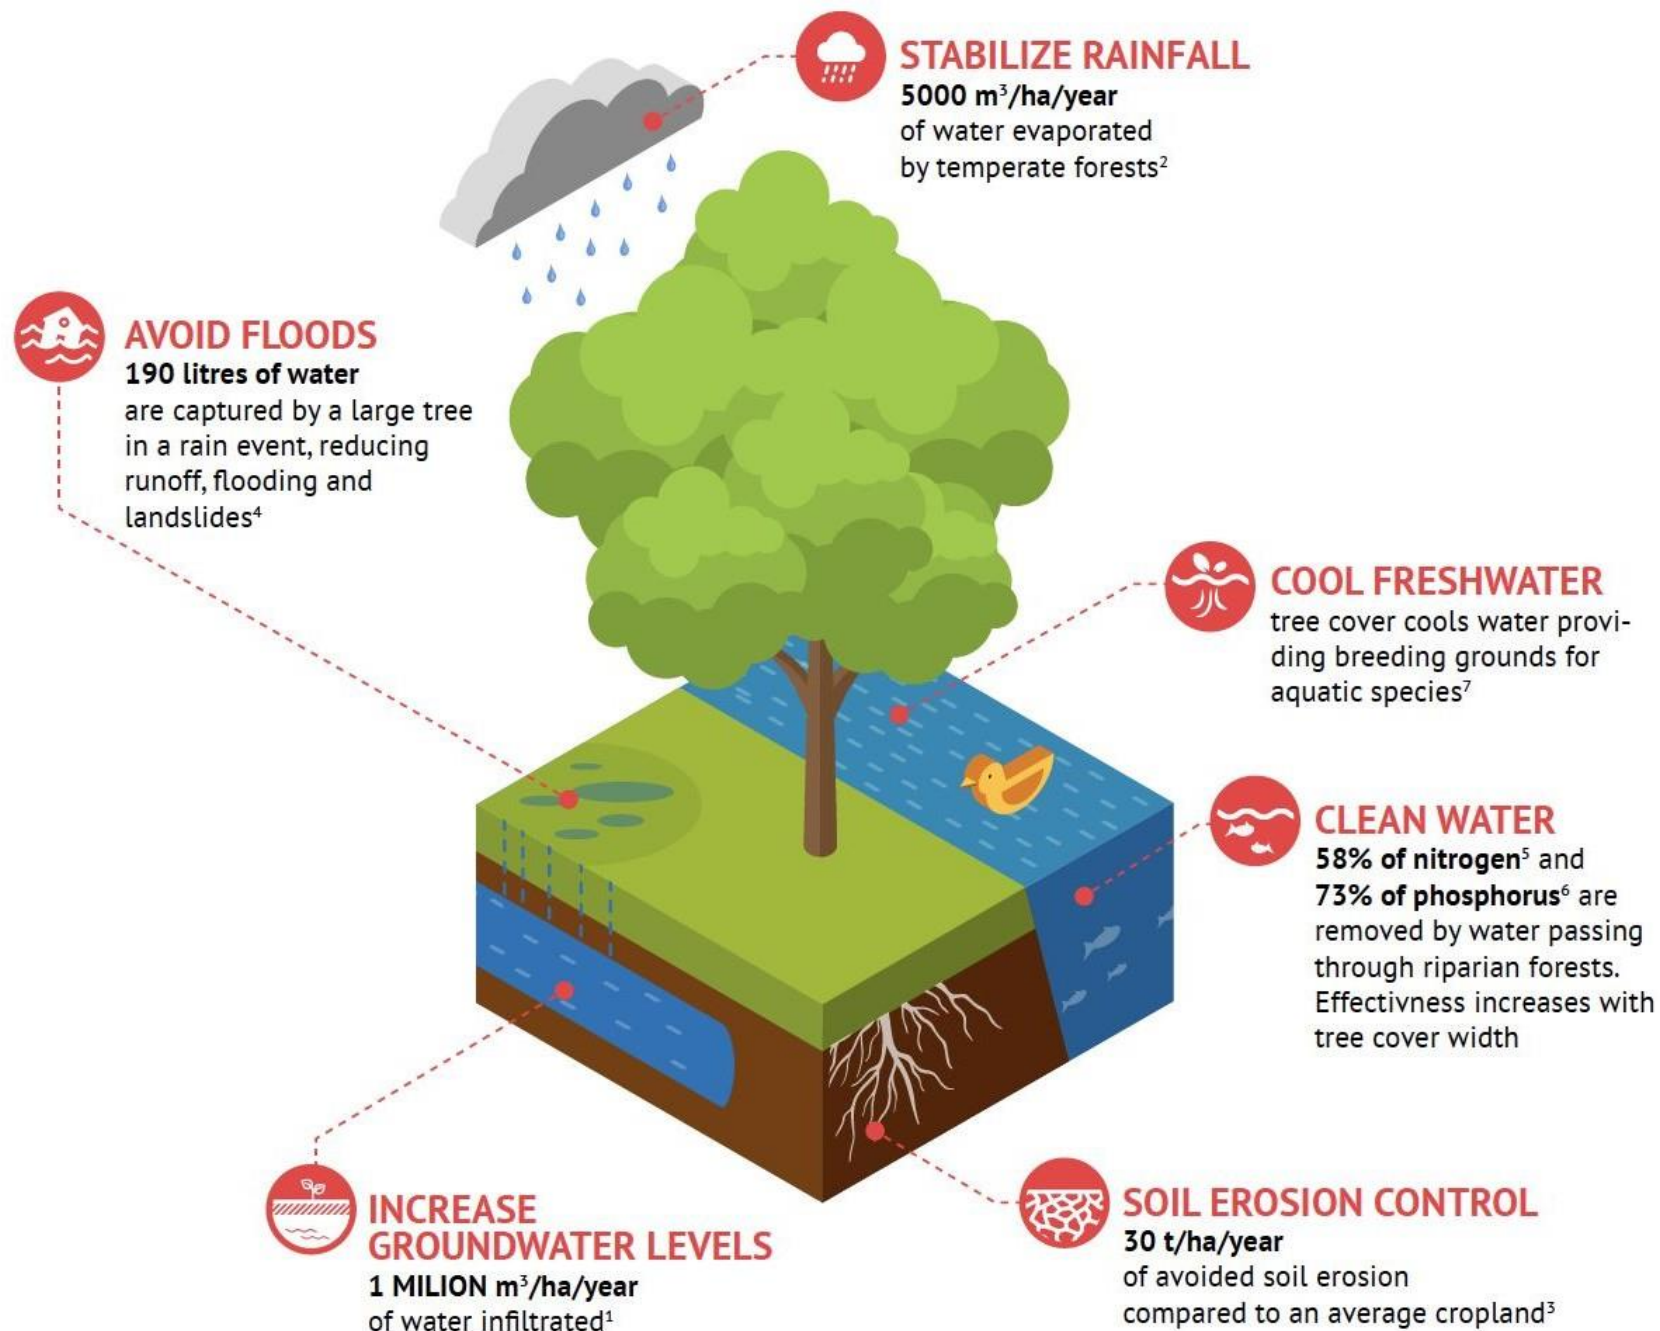 STABILIZE RAINFALL
5000 m³/ha/year
of water evaporated
by temperate forests²
AVOID FLOODS
190 litres of water
are captured by a large tree
in a rain event, reducing
runoff, flooding and
landslides⁴
COOL FRESHWATER
tree cover cools water provi-
ding breeding grounds for
aquatic species⁷
CLEAN WATER
58% of nitrogen⁵ and
73% of phosphorus⁶ are
removed by water passing
through riparian forests.
Effectivness increases with
tree cover width
INCREASE
GROUNDWATER LEVELS
1 MILION m³/ha/year
of water infiltrated¹
SOIL EROSION CONTROL
30 t/ha/year
of avoided soil erosion
compared to an average cropland³